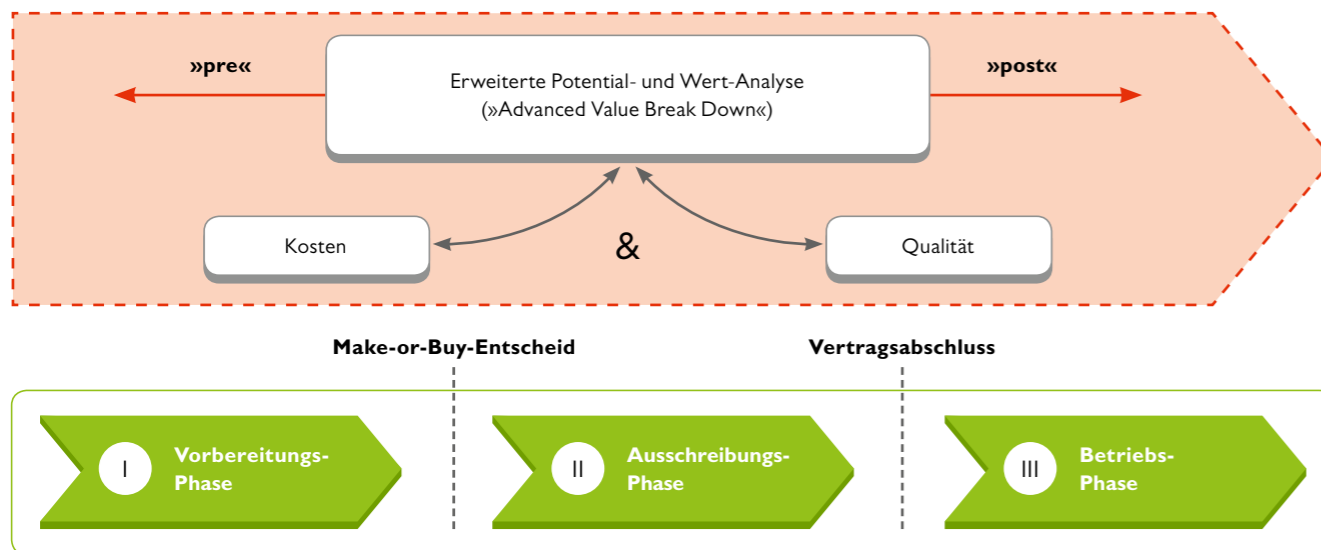 »pre«
Erweiterte Potential- und Wert-Analyse
(»Advanced Value Break Down«)
»post«
Kosten
&
Qualität
Make-or-Buy-Entscheid
Vertragsabschluss
I
Vorbereitungs-
Phase
II
Ausschreibungs-
Phase
III
Betriebs-
Phase